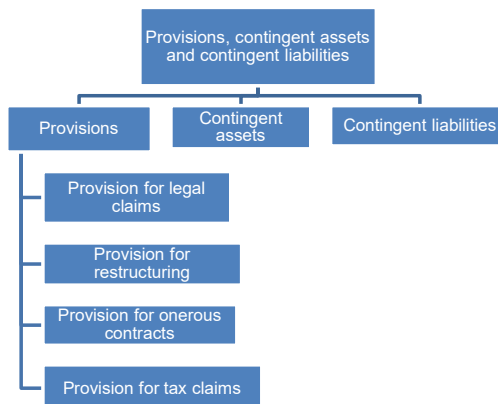 Provisions, contingent assets
and contingent liabilities
Provisions
Contingent
assets
Contingent liabilities
Provision for legal
claims
Provision for
restructuring
Provision for onerous
contracts
Provision for tax claims